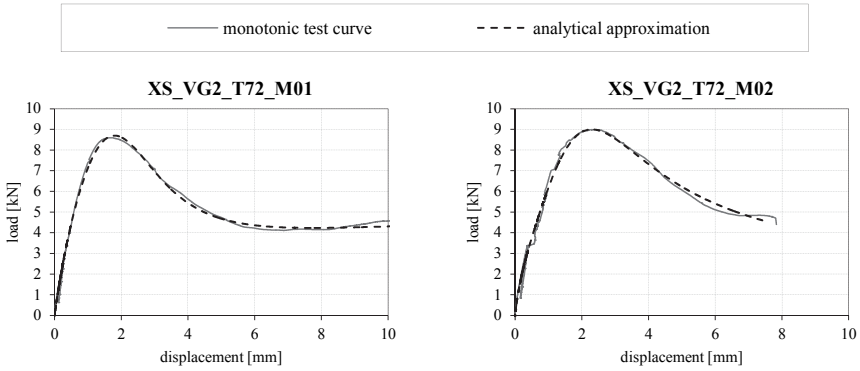 monotonic test curve
analytical approximation
XS_VG2_T72_M01
10
9
8
7
6
5
4
3
2
1
0
load [kN]
0 2 4 6 8 10
displacement [mm]
XS_VG2_T72_M02
10
9
8
7
6
5
4
3
2
1
0
load [kN]
0 2 4 6 8 10
displacement [mm]